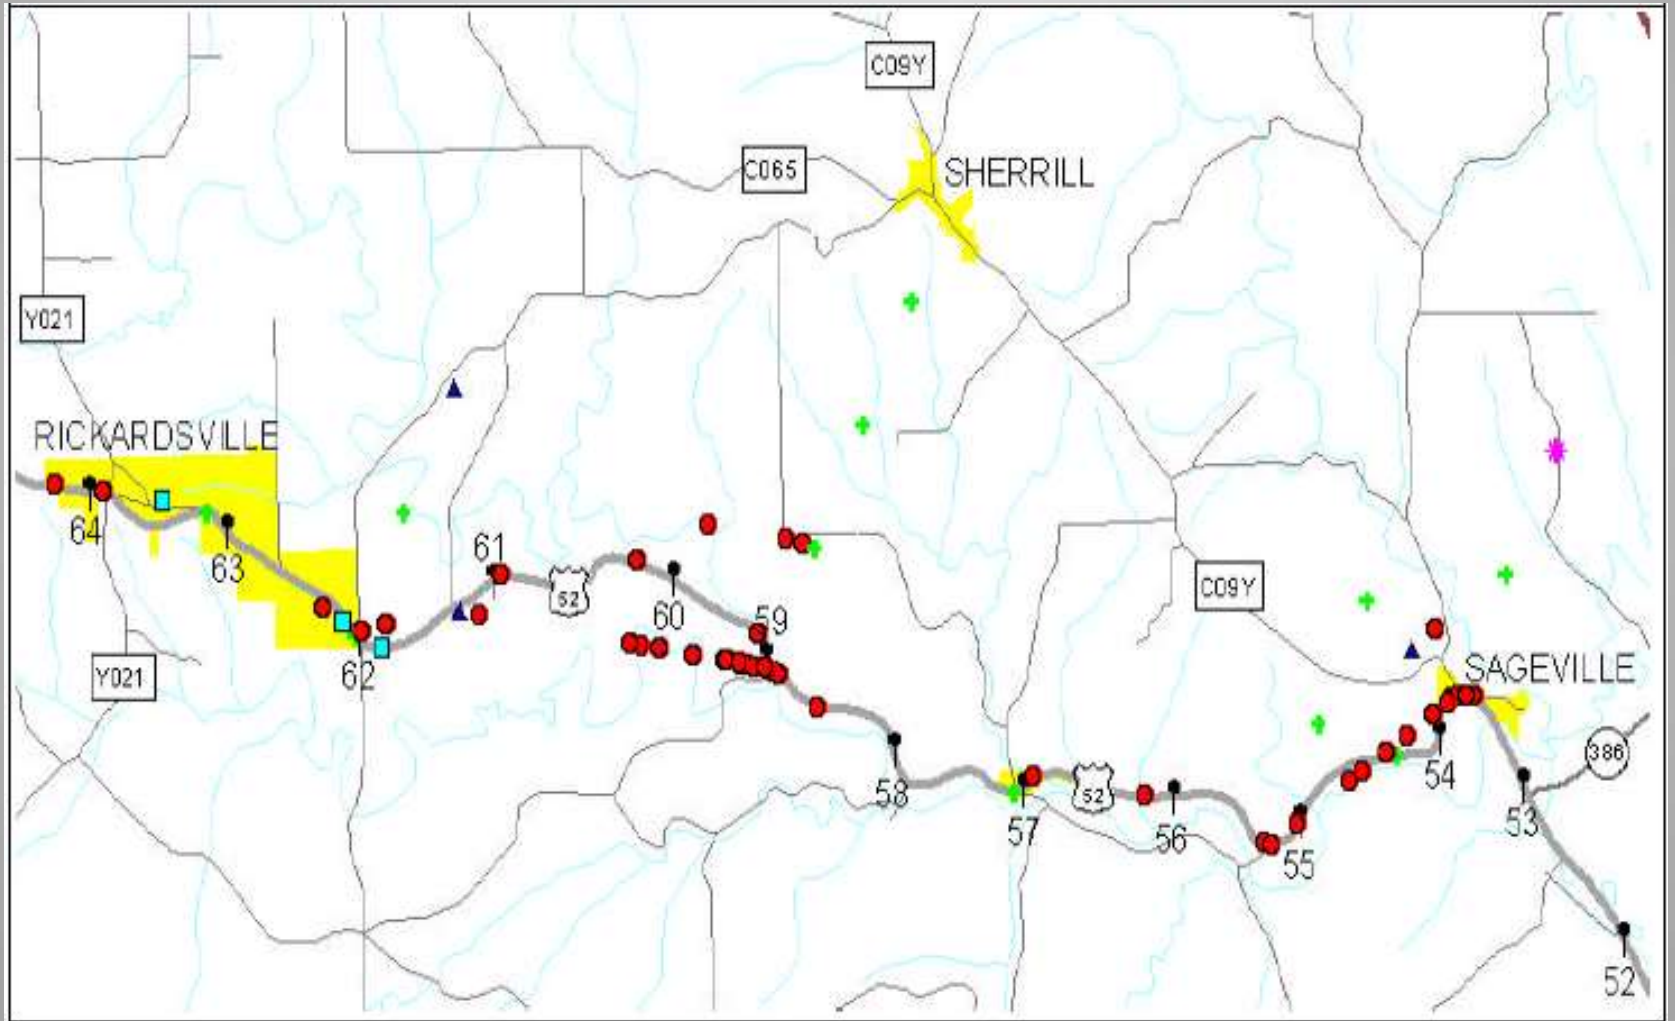 C09Y
C065
SHERRILL
Y021
RICKARDSVILLE
64
63
61
52
60
59
C09Y
62
Y021
SAGEVILLE
58
57
52
56
55
54
53
386
52